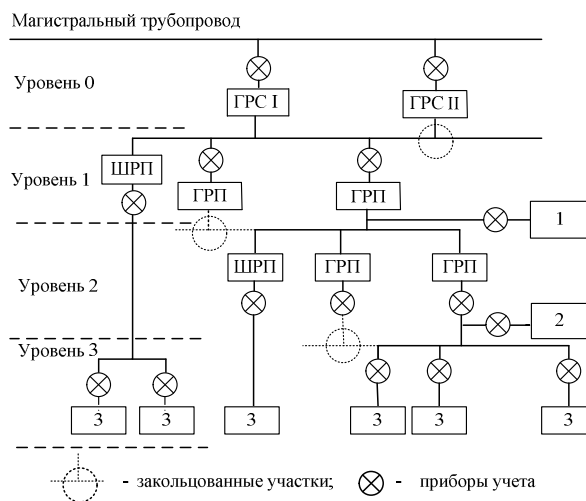 Магистральный трубопровод
Уровень 0
ГРС I
ГРС II
Уровень 1
ШРП
ГРП
ГРП
1
Уровень 2
ШРП
ГРП
ГРП
2
Уровень 3
3
3
3
3
3
3
- закольцованные участки;
- приборы учета